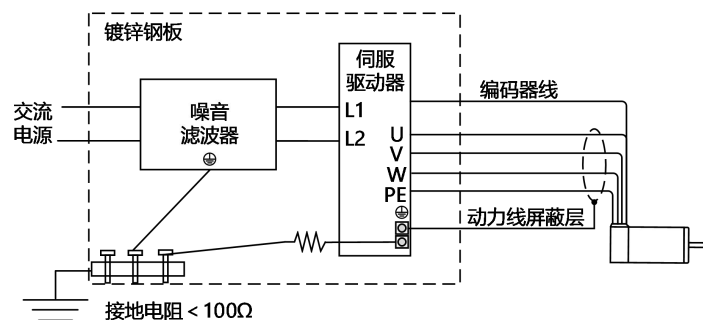 镀锌钢板
伺服
驱动器
编码器线
交流
电源
噪音
滤波器
L1
L2
U
V
W
PE
动力线屏蔽层
接地电阻 < 100Ω